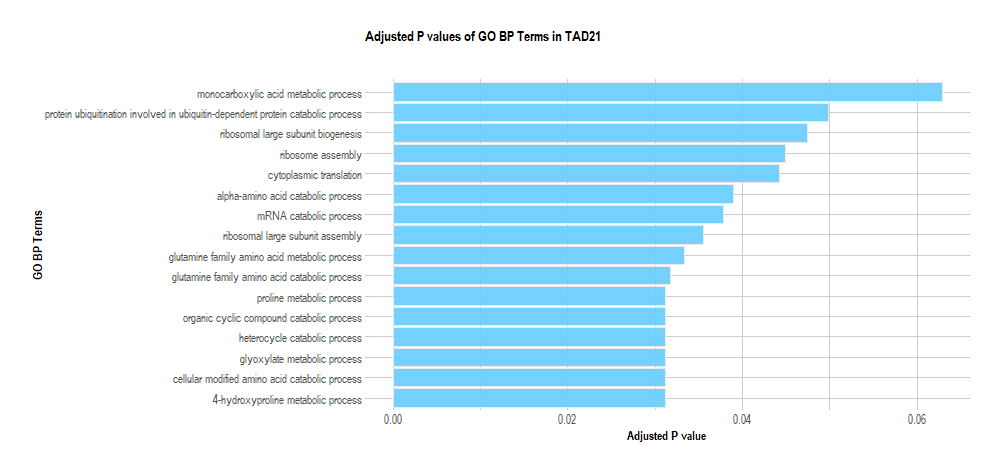 Adjusted P values of GO BP Terms in TAD21
GO BP Terms
monocarboxylic acid metabolic process
protein ubiquitination involved in ubiquitin-dependent protein catabolic process
ribosomal large subunit biogenesis
ribosome assembly
cytoplasmic translation
alpha-amino acid catabolic process
mRNA catabolic process
ribosomal large subunit assembly
glutamine family amino acid metabolic process
glutamine family amino acid catabolic process
proline metabolic process
organic cyclic compound catabolic process
heterocycle catabolic process
glyoxylate metabolic process
cellular modified amino acid catabolic process
4-hydroxyproline metabolic process
0.00 0.02 0.04 0.06
Adjusted P value